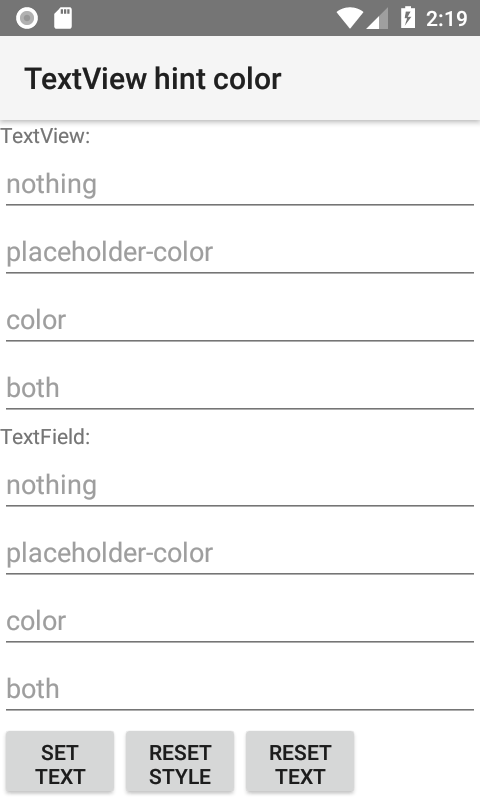 2:19
TextView hint color
TextView:
nothing
placeholder-color
color
both
TextField:
nothing
placeholder-color
color
both
SET
TEXT
RESET
STYLE
RESET
TEXT